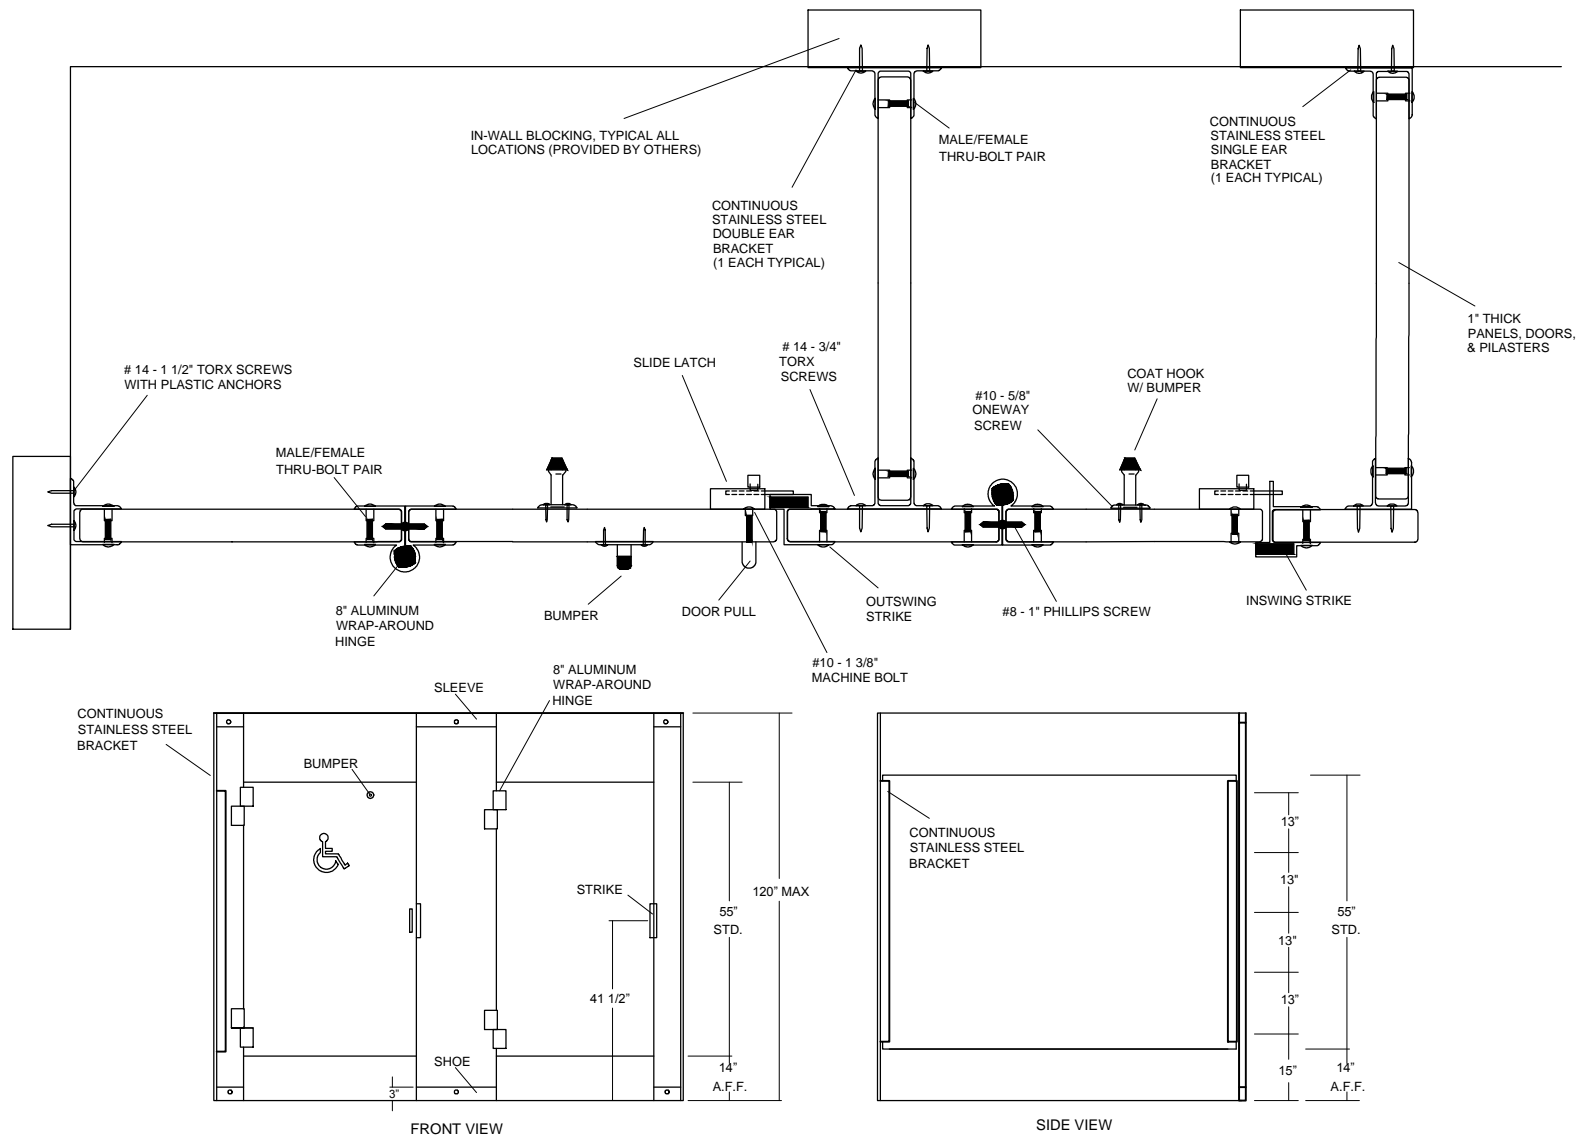 IN-WALL BLOCKING, TYPICAL ALL
LOCATIONS (PROVIDED BY OTHERS)
MALE/FEMALE
THRU-BOLT PAIR
CONTINUOUS
STAINLESS STEEL
SINGLE EAR
BRACKET
(1 EACH TYPICAL)
CONTINUOUS
STAINLESS STEEL
DOUBLE EAR
BRACKET
(1 EACH TYPICAL)
1" THICK
PANELS, DOORS,
& PILASTERS
# 14 - 1 1/2" TORX SCREWS
WITH PLASTIC ANCHORS
SLIDE LATCH
# 14 - 3/4"
TORX
SCREWS
#10 - 5/8"
ONEWAY
SCREW
COAT HOOK
W/ BUMPER
MALE/FEMALE
THRU-BOLT PAIR
8" ALUMINUM
WRAP-AROUND
HINGE
BUMPER
DOOR PULL
OUTSWING
STRIKE
#8 - 1" PHILLIPS SCREW
INSWING STRIKE
#10 - 1 3/8"
MACHINE BOLT
CONTINUOUS
STAINLESS STEEL
BRACKET
SLEEVE
8" ALUMINUM
WRAP-AROUND
HINGE
BUMPER
STRIKE
41 1/2"
55"
STD.
120" MAX
14"
A.F.F.
SHOE
3"
FRONT VIEW
CONTINUOUS
STAINLESS STEEL
BRACKET
13"
13"
13"
13"
15"
55"
STD.
14"
A.F.F.
SIDE VIEW